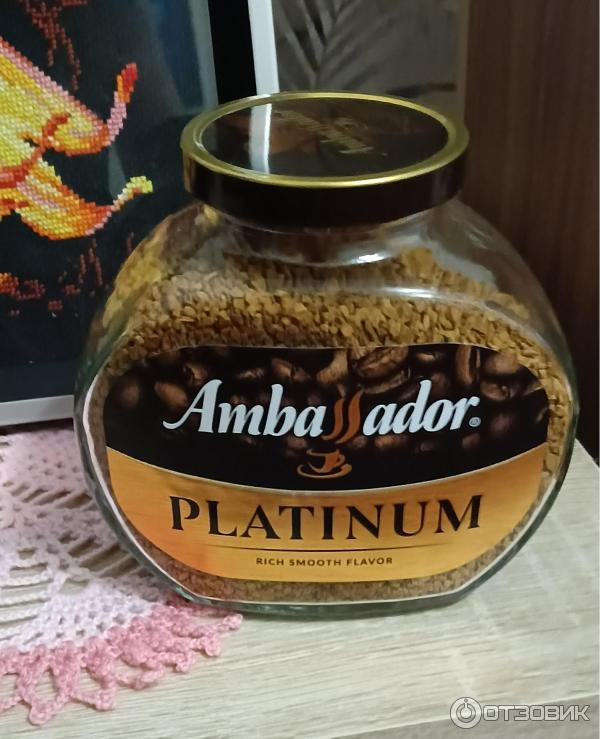 Ambassador®
PLATINUM
RICH SMOOTH FLAVOR
ОТЗОВИК